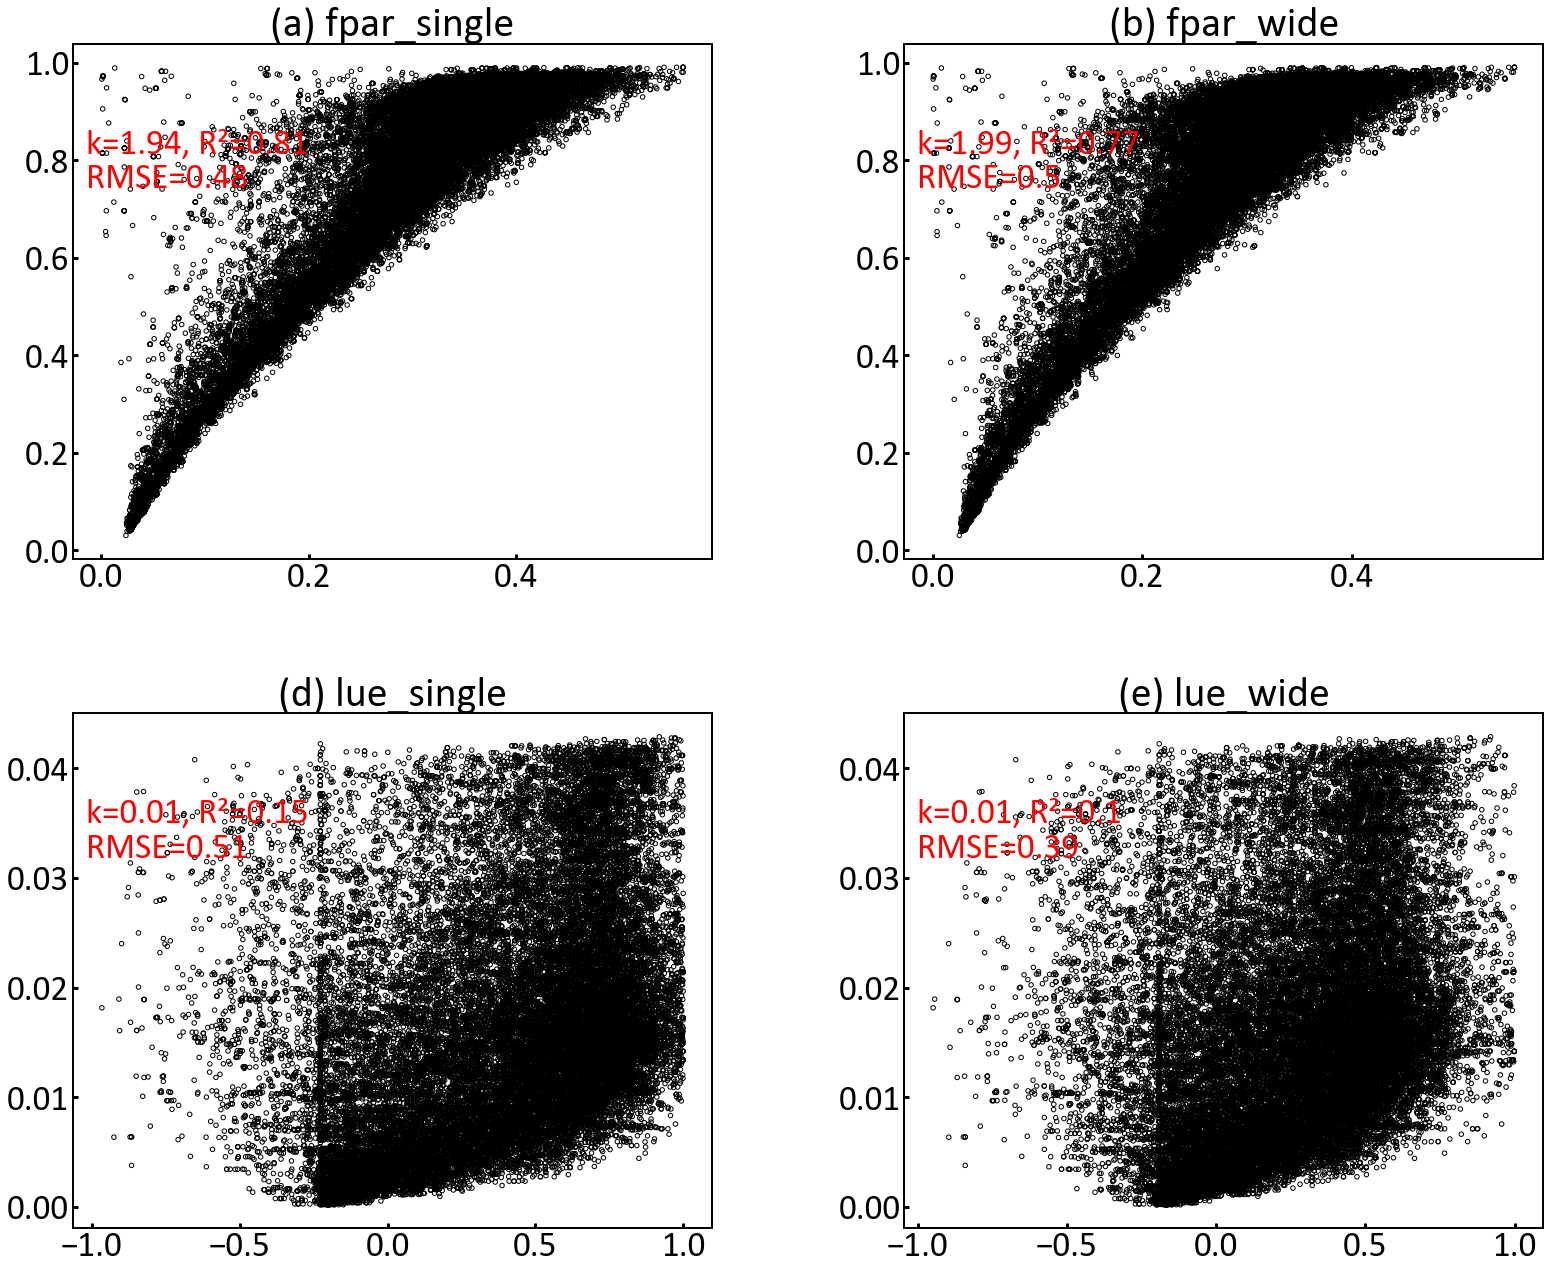 (a) fpar_single
1.0
0.8
0.6
0.4
0.2
0.0
k=1.94, R²=0.81
RMSE=0.48
0.0 0.2 0.4
(b) fpar_wide
1.0
0.8
0.6
0.4
0.2
0.0
k=1.99, R²=0.77
RMSE=0.5
0.0 0.2 0.4
(d) lue_single
0.04
0.03
0.02
0.01
0.00
k=0.01, R²=0.15
RMSE=0.51
−1.0 −0.5 0.0 0.5 1.0
(e) lue_wide
0.04
0.03
0.02
0.01
0.00
k=0.01, R²=0.1
RMSE=0.39
−1.0 −0.5 0.0 0.5 1.0